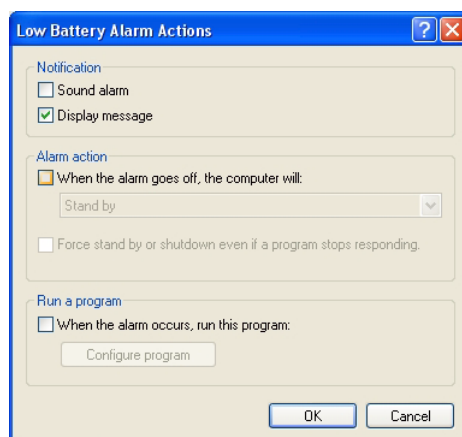 Low Battery Alarm Actions
Notification
Sound alarm
Display message
Alarm action
When the alarm goes off, the computer will:
Stand by
Force stand by or shutdown even if a program stops responding.
Run a program
When the alarm occurs, run this program:
Configure program
OK
Cancel